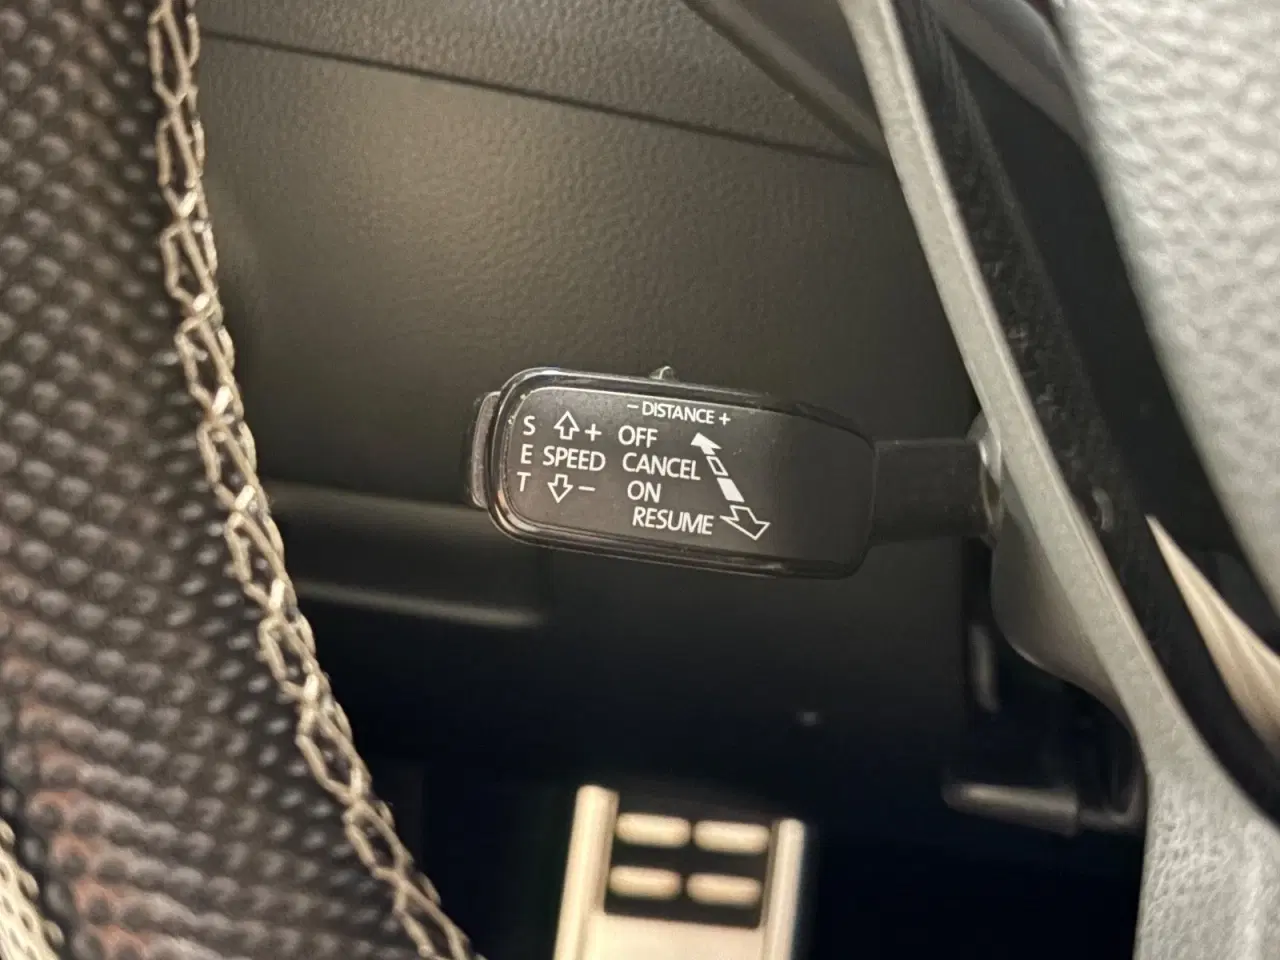 − DISTANCE +
S + OFF
E SPEED CANCEL
T − ON
RESUME